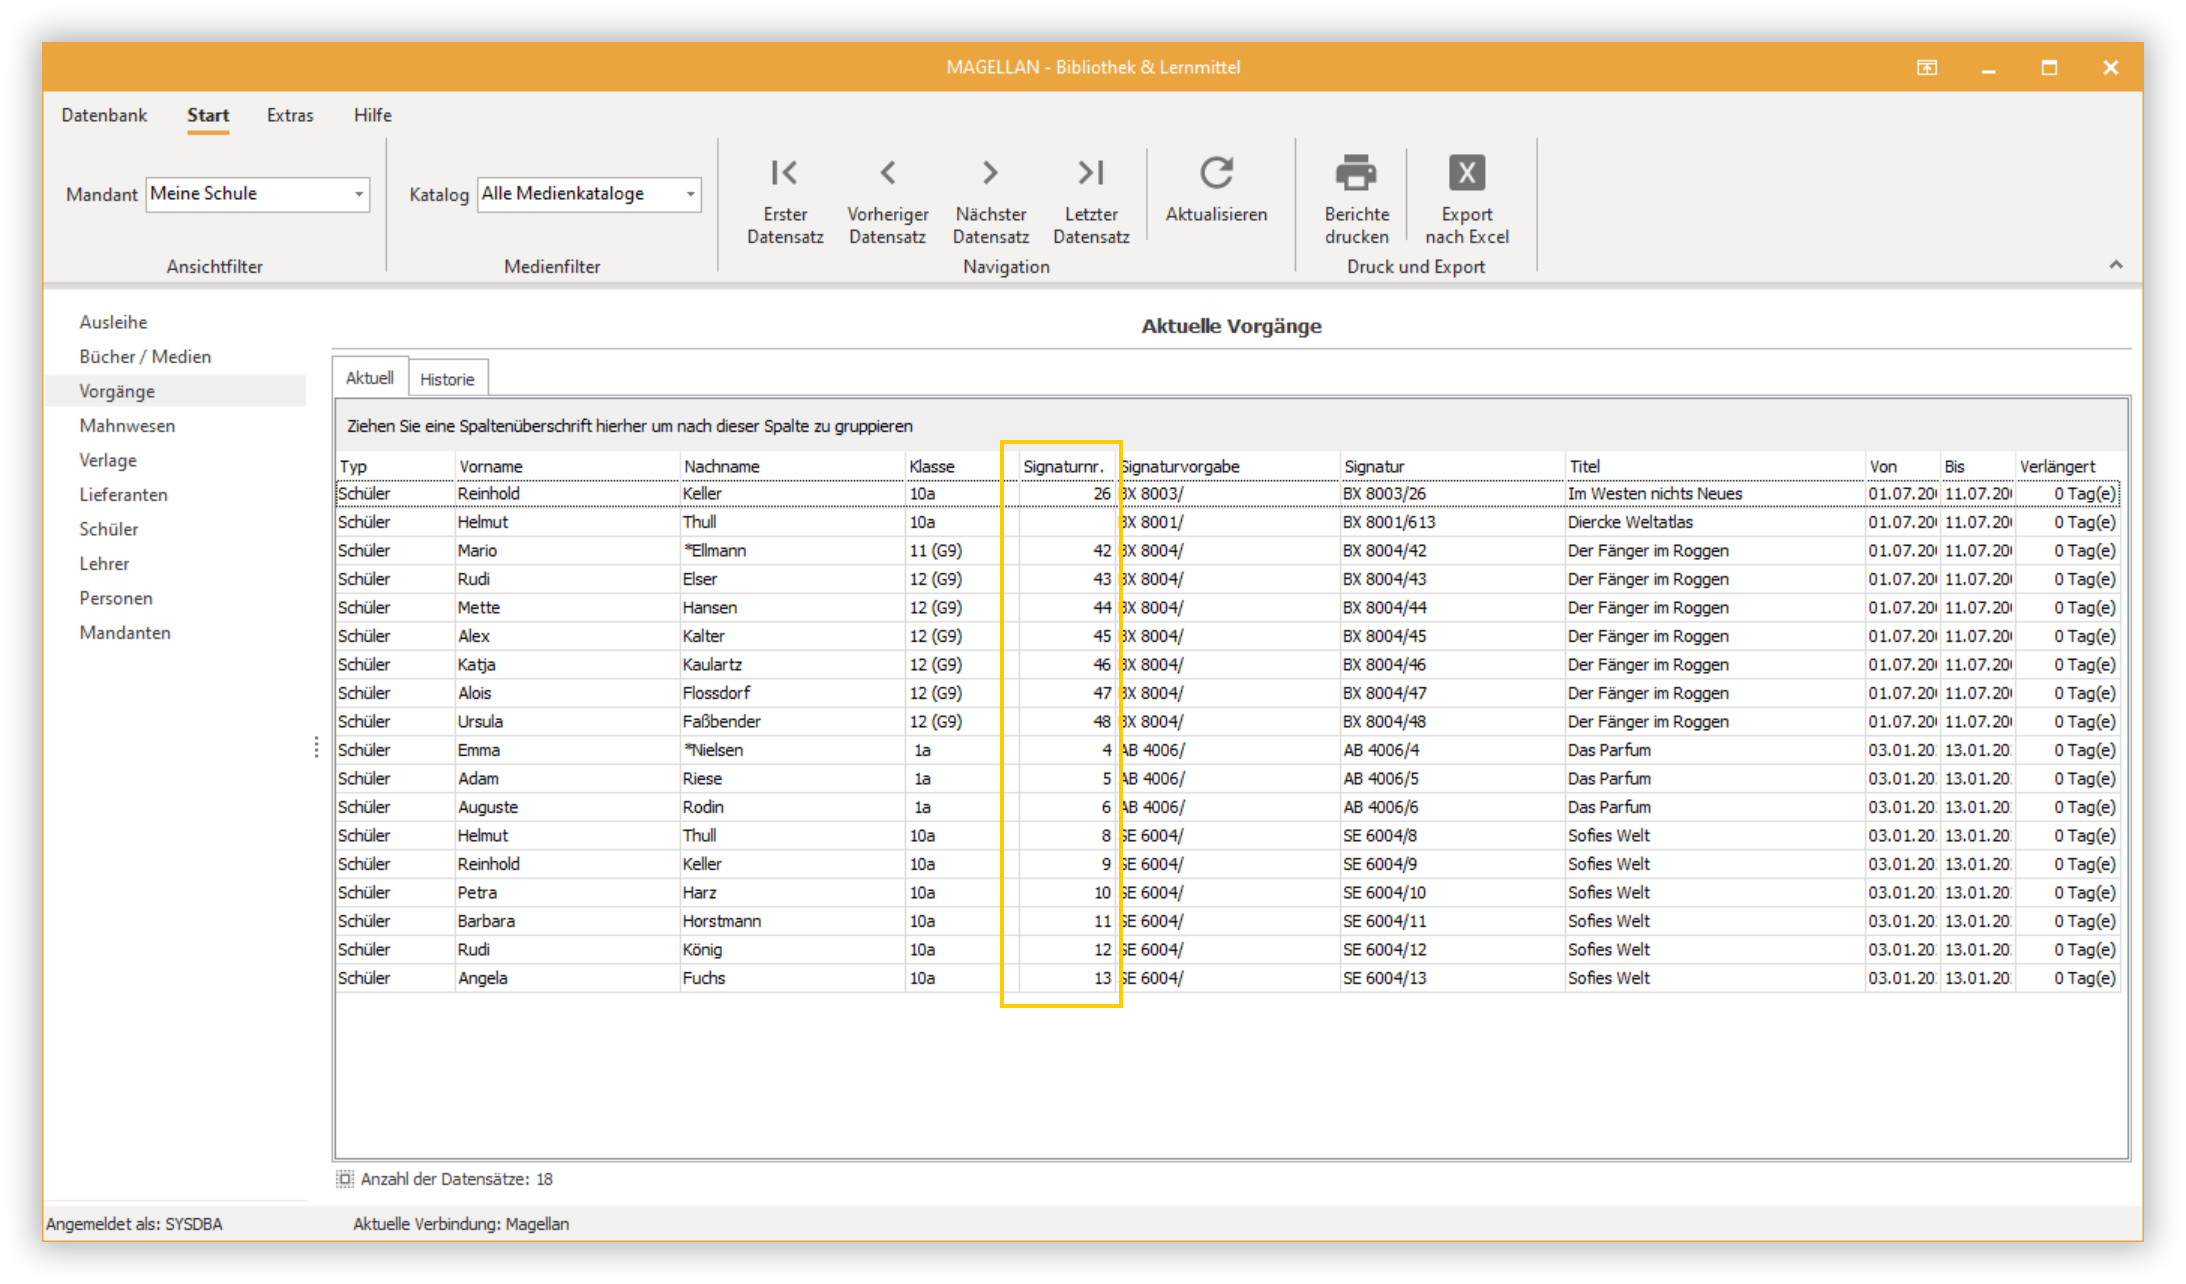 MAGELLAN - Bibliothek & Lernmittel
Datenbank Start Extras Hilfe
Mandant Meine Schule Katalog Alle Medienkataloge
Erster Datensatz Vorheriger Datensatz Nächster Datensatz Letzter Datensatz Aktualisieren Berichte drucken Export nach Excel
Ansichtfilter Medienfilter Navigation Druck und Export
Ausleihe
Bücher / Medien
Vorgänge
Mahnwesen
Verlage
Lieferanten
Schüler
Lehrer
Personen
Mandanten
Aktuelle Vorgänge
Aktuell Historie
Ziehen Sie eine Spaltenüberschrift hierher um nach dieser Spalte zu gruppieren
Typ Vorname Nachname Klasse Signaturnr. Signaturvorgabe Signatur Titel Von Bis Verlängert
Schüler Reinhold Keller 10a 26 BX 8003/ BX 8003/26 Im Westen nichts Neues 01.07.20 11.07.20 0 Tag(e)
Schüler Helmut Thull 10a BX 8001/ BX 8001/613 Diercke Weltatlas 01.07.20 11.07.20 0 Tag(e)
Schüler Mario *Ellmann 11 (G9) 42 BX 8004/ BX 8004/42 Der Fänger im Roggen 01.07.20 11.07.20 0 Tag(e)
Schüler Rudi Elser 12 (G9) 43 BX 8004/ BX 8004/43 Der Fänger im Roggen 01.07.20 11.07.20 0 Tag(e)
Schüler Mette Hansen 12 (G9) 44 BX 8004/ BX 8004/44 Der Fänger im Roggen 01.07.20 11.07.20 0 Tag(e)
Schüler Alex Kalter 12 (G9) 45 BX 8004/ BX 8004/45 Der Fänger im Roggen 01.07.20 11.07.20 0 Tag(e)
Schüler Katja Kaulartz 12 (G9) 46 BX 8004/ BX 8004/46 Der Fänger im Roggen 01.07.20 11.07.20 0 Tag(e)
Schüler Alois Flossdorf 12 (G9) 47 BX 8004/ BX 8004/47 Der Fänger im Roggen 01.07.20 11.07.20 0 Tag(e)
Schüler Ursula Faßbender 12 (G9) 48 BX 8004/ BX 8004/48 Der Fänger im Roggen 01.07.20 11.07.20 0 Tag(e)
Schüler Emma *Nielsen 1a 4 AB 4006/ AB 4006/4 Das Parfum 03.01.20 13.01.20 0 Tag(e)
Schüler Adam Riese 1a 5 AB 4006/ AB 4006/5 Das Parfum 03.01.20 13.01.20 0 Tag(e)
Schüler Auguste Rodin 1a 6 AB 4006/ AB 4006/6 Das Parfum 03.01.20 13.01.20 0 Tag(e)
Schüler Helmut Thull 10a 8 SE 6004/ SE 6004/8 Sofies Welt 03.01.20 13.01.20 0 Tag(e)
Schüler Reinhold Keller 10a 9 SE 6004/ SE 6004/9 Sofies Welt 03.01.20 13.01.20 0 Tag(e)
Schüler Petra Harz 10a 10 SE 6004/ SE 6004/10 Sofies Welt 03.01.20 13.01.20 0 Tag(e)
Schüler Barbara Horstmann 10a 11 SE 6004/ SE 6004/11 Sofies Welt 03.01.20 13.01.20 0 Tag(e)
Schüler Rudi König 10a 12 SE 6004/ SE 6004/12 Sofies Welt 03.01.20 13.01.20 0 Tag(e)
Schüler Angela Fuchs 10a 13 SE 6004/ SE 6004/13 Sofies Welt 03.01.20 13.01.20 0 Tag(e)
Anzahl der Datensätze: 18
Angemeldet als: SYSDBA Aktuelle Verbindung: Magellan